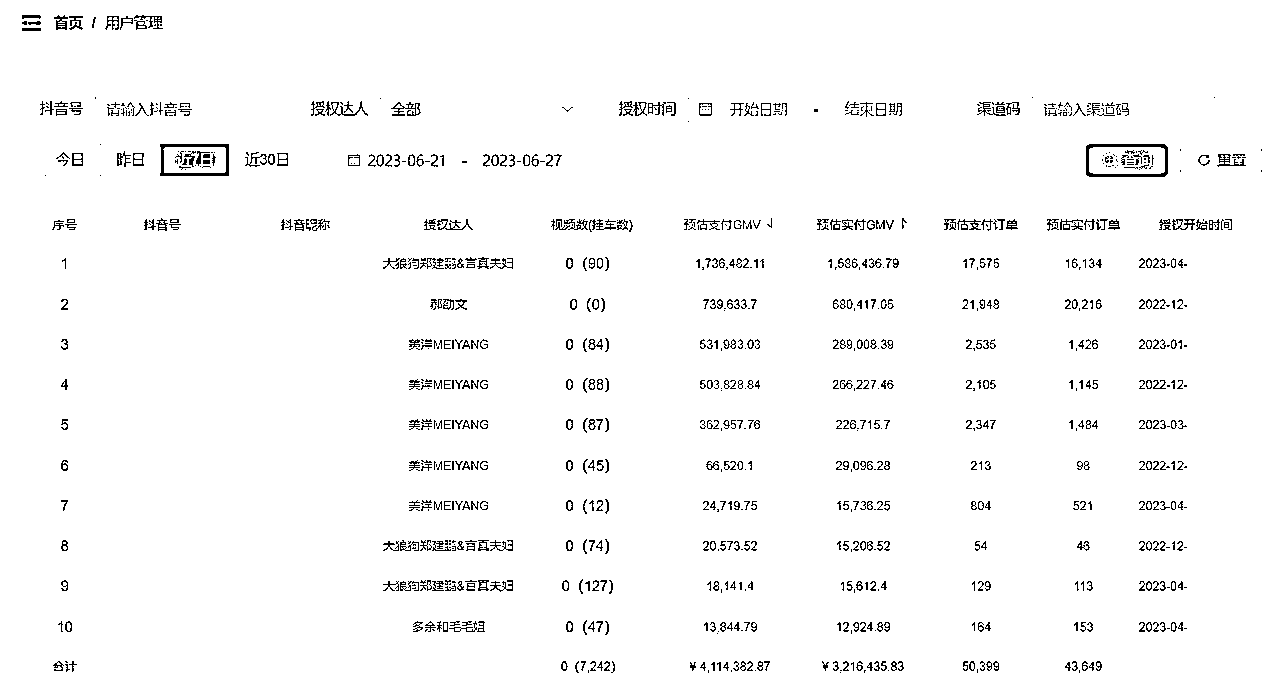 首页 / 用户管理
抖音号 请输入抖音号 授权达人 全部 授权时间 开始日期 - 结束日期 渠道码 请输入渠道码
今日 昨日 近7日 近30日 2023-06-21 - 2023-06-27 查询 重置
序号 抖音号 抖音昵称 授权达人 视频数(挂车数) 预估支付GMV 预估实付GMV 预估支付订单 预估实付订单 授权开始时间
1 大狼狗郑建鹏&言真夫妇 0 (90) 1,736,482.11 1,586,436.79 17,575 16,134 2023-04-
2 郝劭文 0 (0) 739,633.7 680,417.05 21,948 20,216 2022-12-
3 美洋MEIYANG 0 (84) 531,983.03 289,008.39 2,535 1,426 2023-01-
4 美洋MEIYANG 0 (88) 503,828.84 266,227.46 2,105 1,145 2022-12-
5 美洋MEIYANG 0 (87) 362,957.76 226,715.7 2,347 1,484 2023-03-
6 美洋MEIYANG 0 (45) 66,520.1 29,096.28 213 98 2022-12-
7 美洋MEIYANG 0 (12) 24,719.75 15,736.25 804 521 2023-04-
8 大狼狗郑建鹏&言真夫妇 0 (74) 20,573.52 15,206.52 54 46 2022-12-
9 大狼狗郑建鹏&言真夫妇 0 (127) 18,141.4 15,612.4 129 113 2023-04-
10 多余和毛毛姐 0 (47) 13,844.79 12,924.89 164 153 2023-04-
合计 0 (7,242) ¥4,114,382.87 ¥3,216,435.83 50,399 43,649